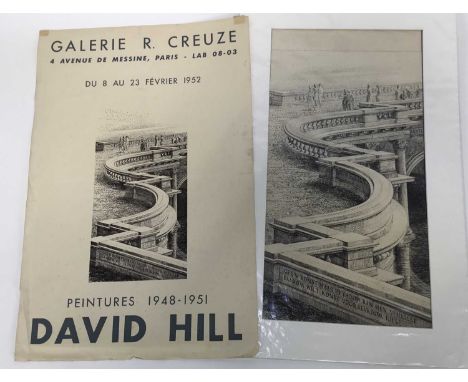 GALERIE R. CREUZE
4 AVENUE DE MESSINE, PARIS - LAB 08-03
DU 8 AU 23 FÉVRIER 1952
PEINTURES 1948-1951
DAVID HILL